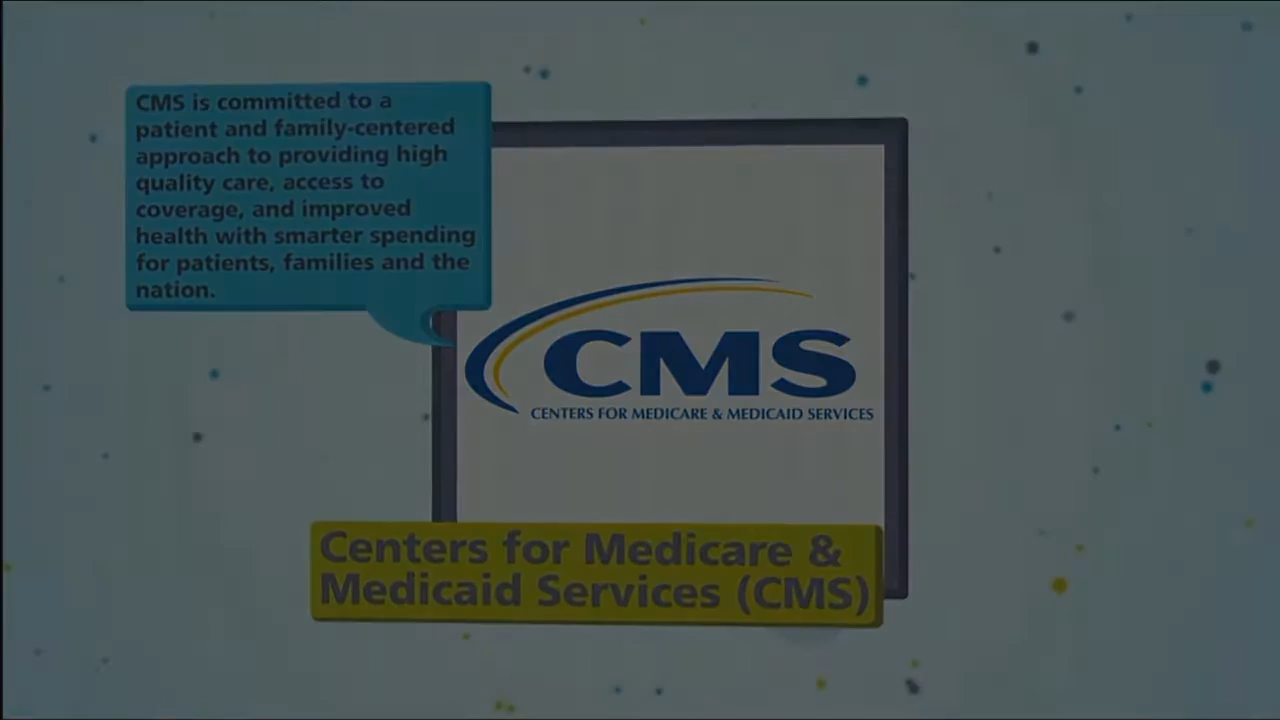 CMS is committed to a
patient and family-centered
approach to providing high
quality care, access to
coverage, and improved
health with smarter spending
for patients, families and the
nation.
CMS
CENTERS FOR MEDICARE & MEDICAID SERVICES
Centers for Medicare &
Medicaid Services (CMS)